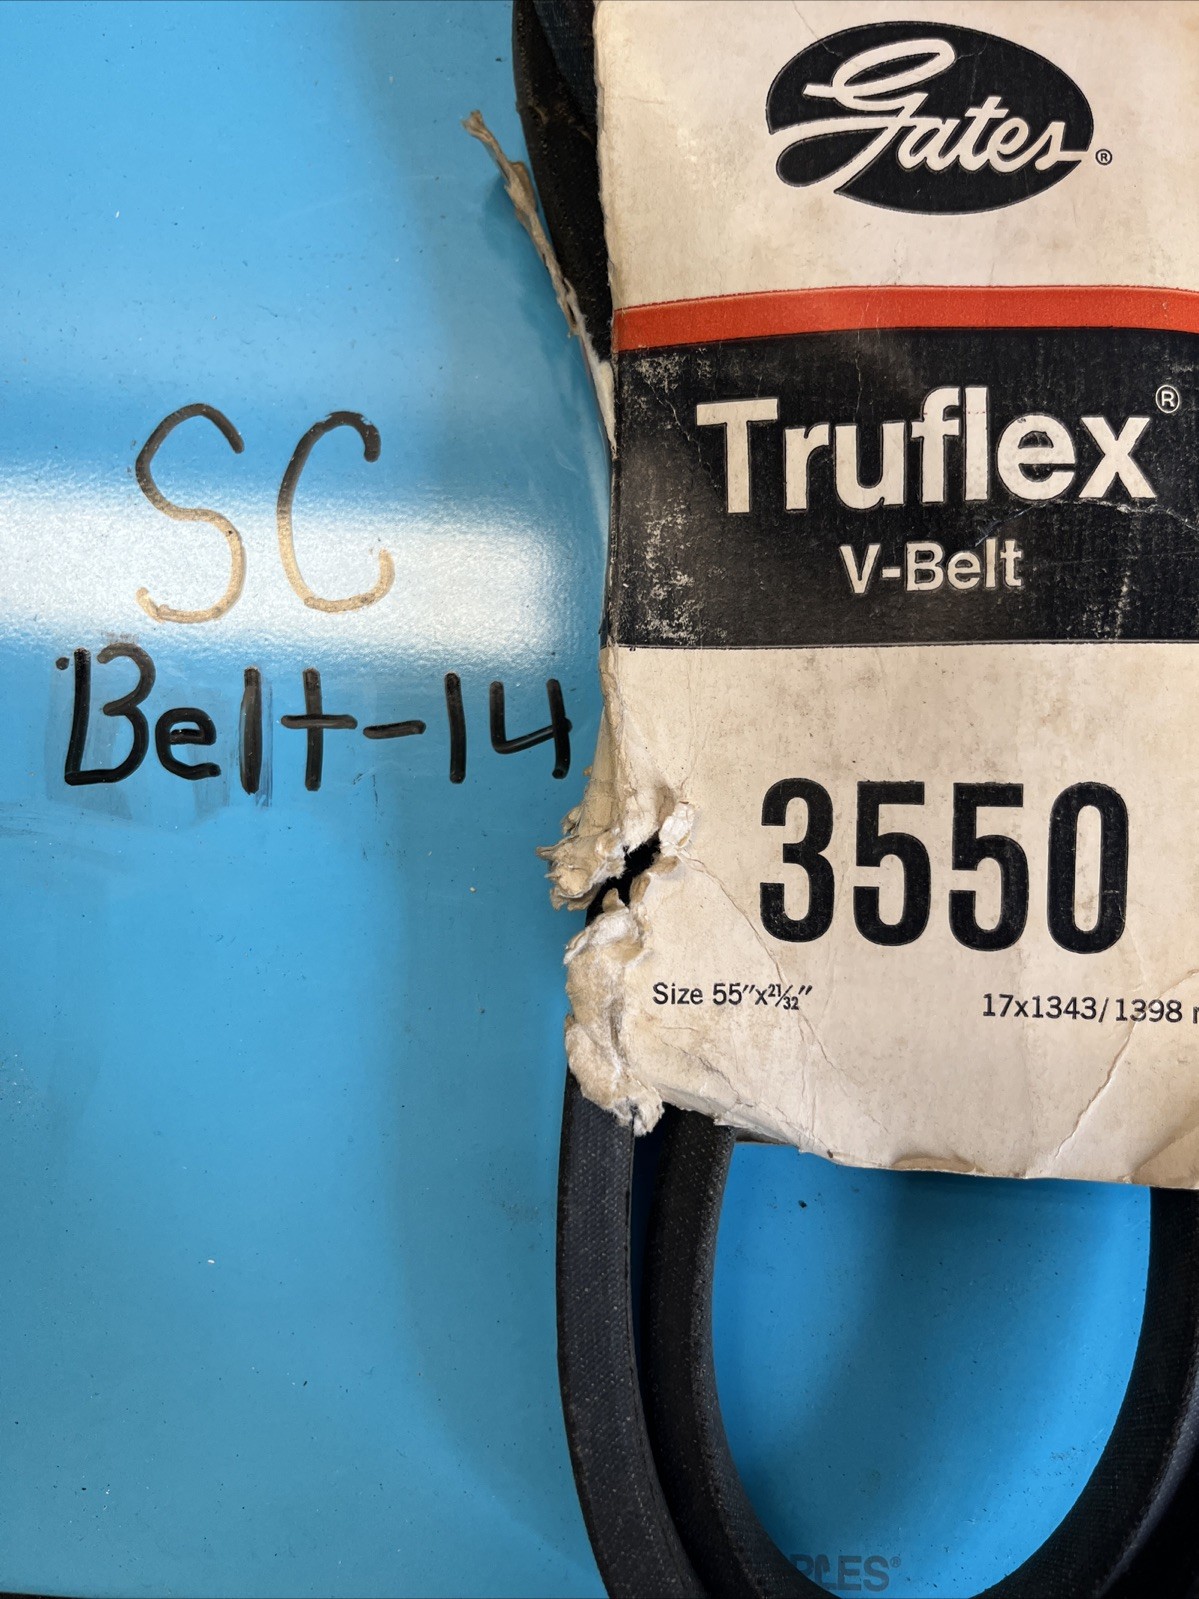 Gates®
Truflex®
V-Belt
3550
Size 55"x21/32"
17x1343/1398
SC
Belt-14